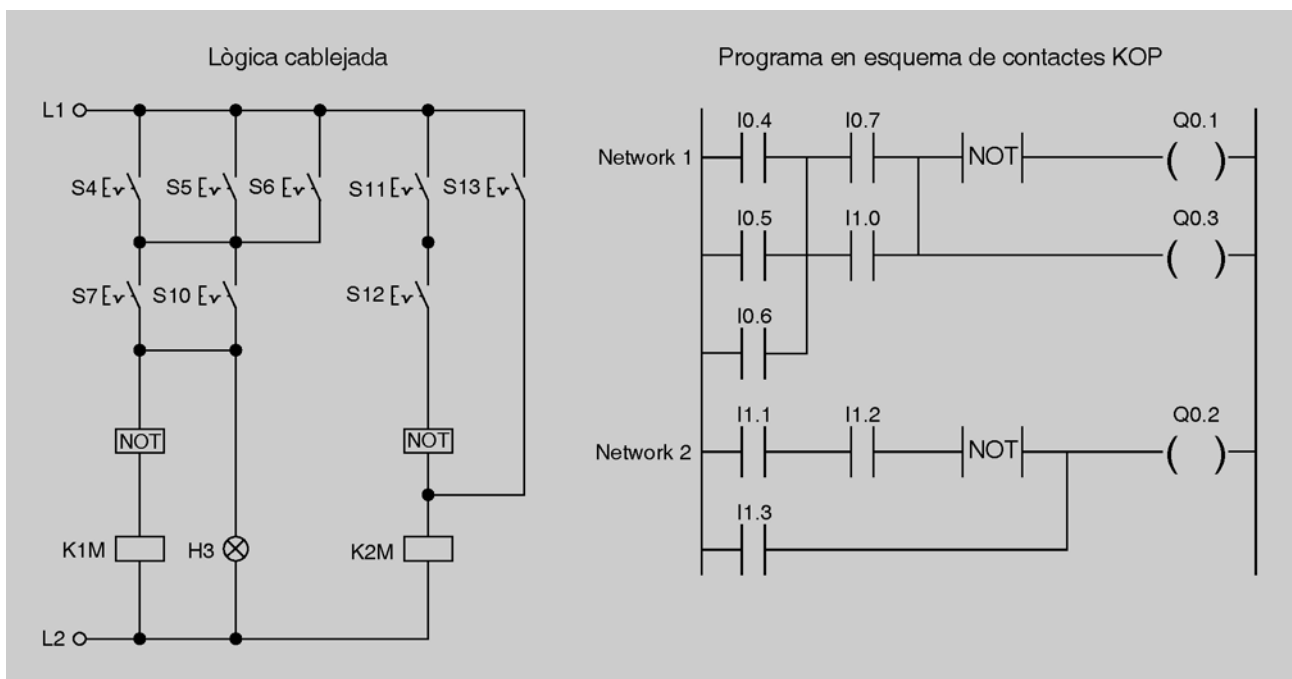 Lògica cablejada
L1
S4
S5
S6
S11
S13
S7
S10
S12
NOT
NOT
K1M
H3
K2M
L2
Programa en esquema de contactes KOP
I0.4
I0.7
Q0.1
Network 1
NOT
I0.5
I1.0
Q0.3
I0.6
I1.1
I1.2
Q0.2
Network 2
NOT
I1.3